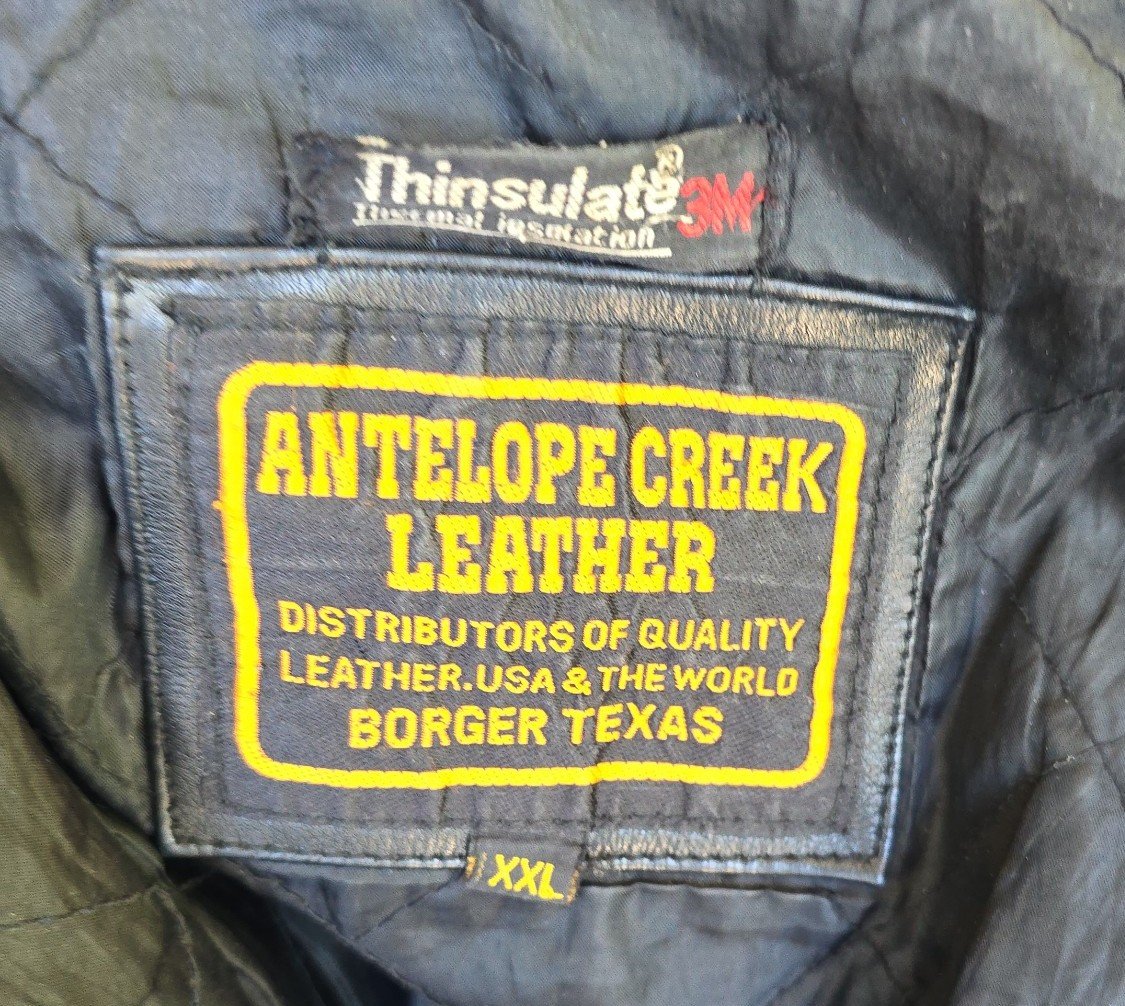 Thinsulate® 3M
Thermal insulation
ANTELOPE CREEK
LEATHER
DISTRIBUTORS OF QUALITY
LEATHER.USA & THE WORLD
BORGER TEXAS
XXL